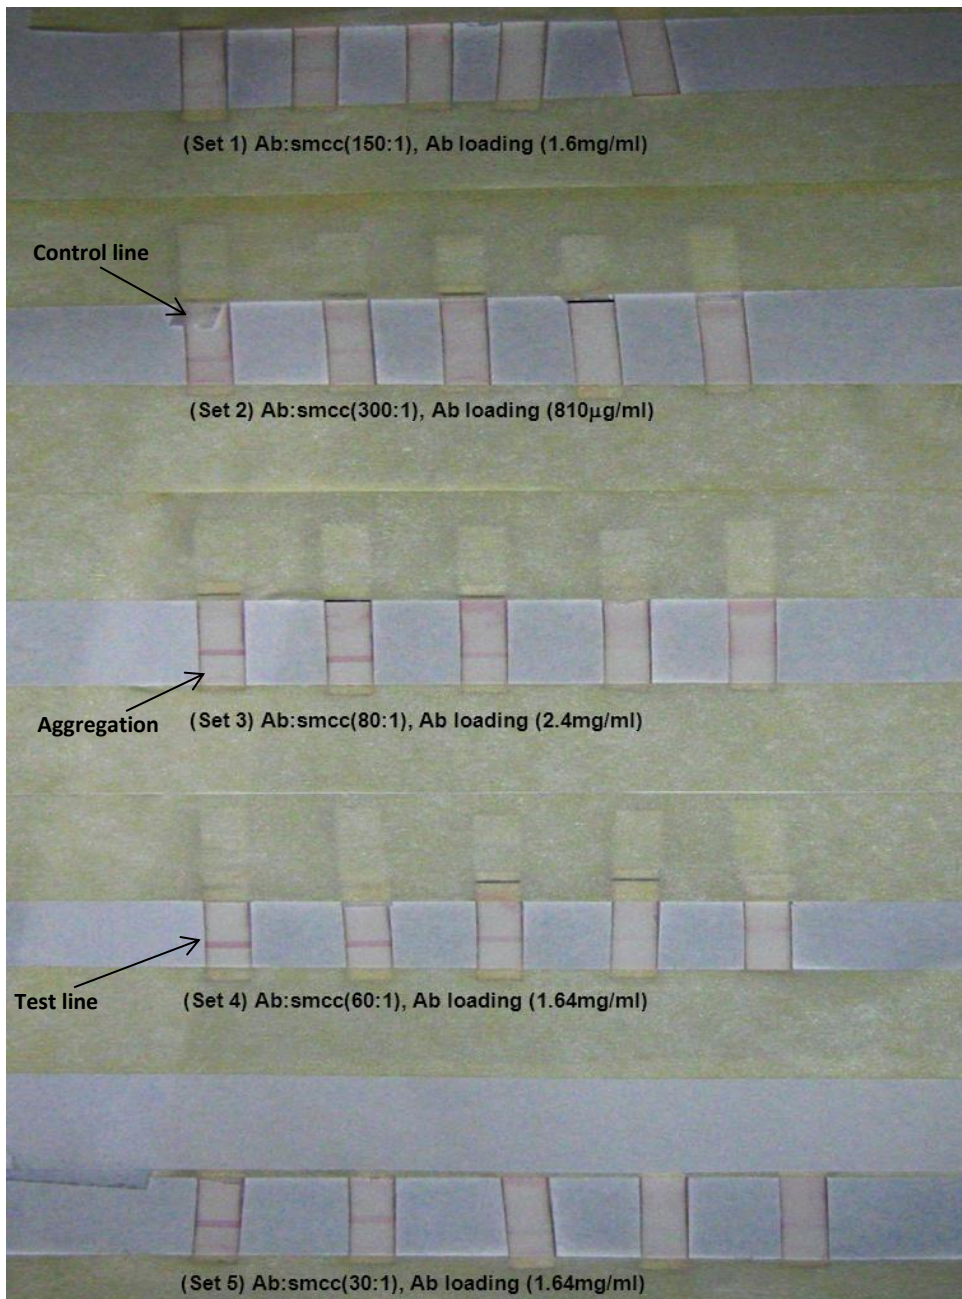 (Set 1) Ab:smcc(150:1), Ab loading (1.6mg/ml)
Control line
(Set 2) Ab:smcc(300:1), Ab loading (810µg/ml)
Aggregation
(Set 3) Ab:smcc(80:1), Ab loading (2.4mg/ml)
Test line
(Set 4) Ab:smcc(60:1), Ab loading (1.64mg/ml)
(Set 5) Ab:smcc(30:1), Ab loading (1.64mg/ml)